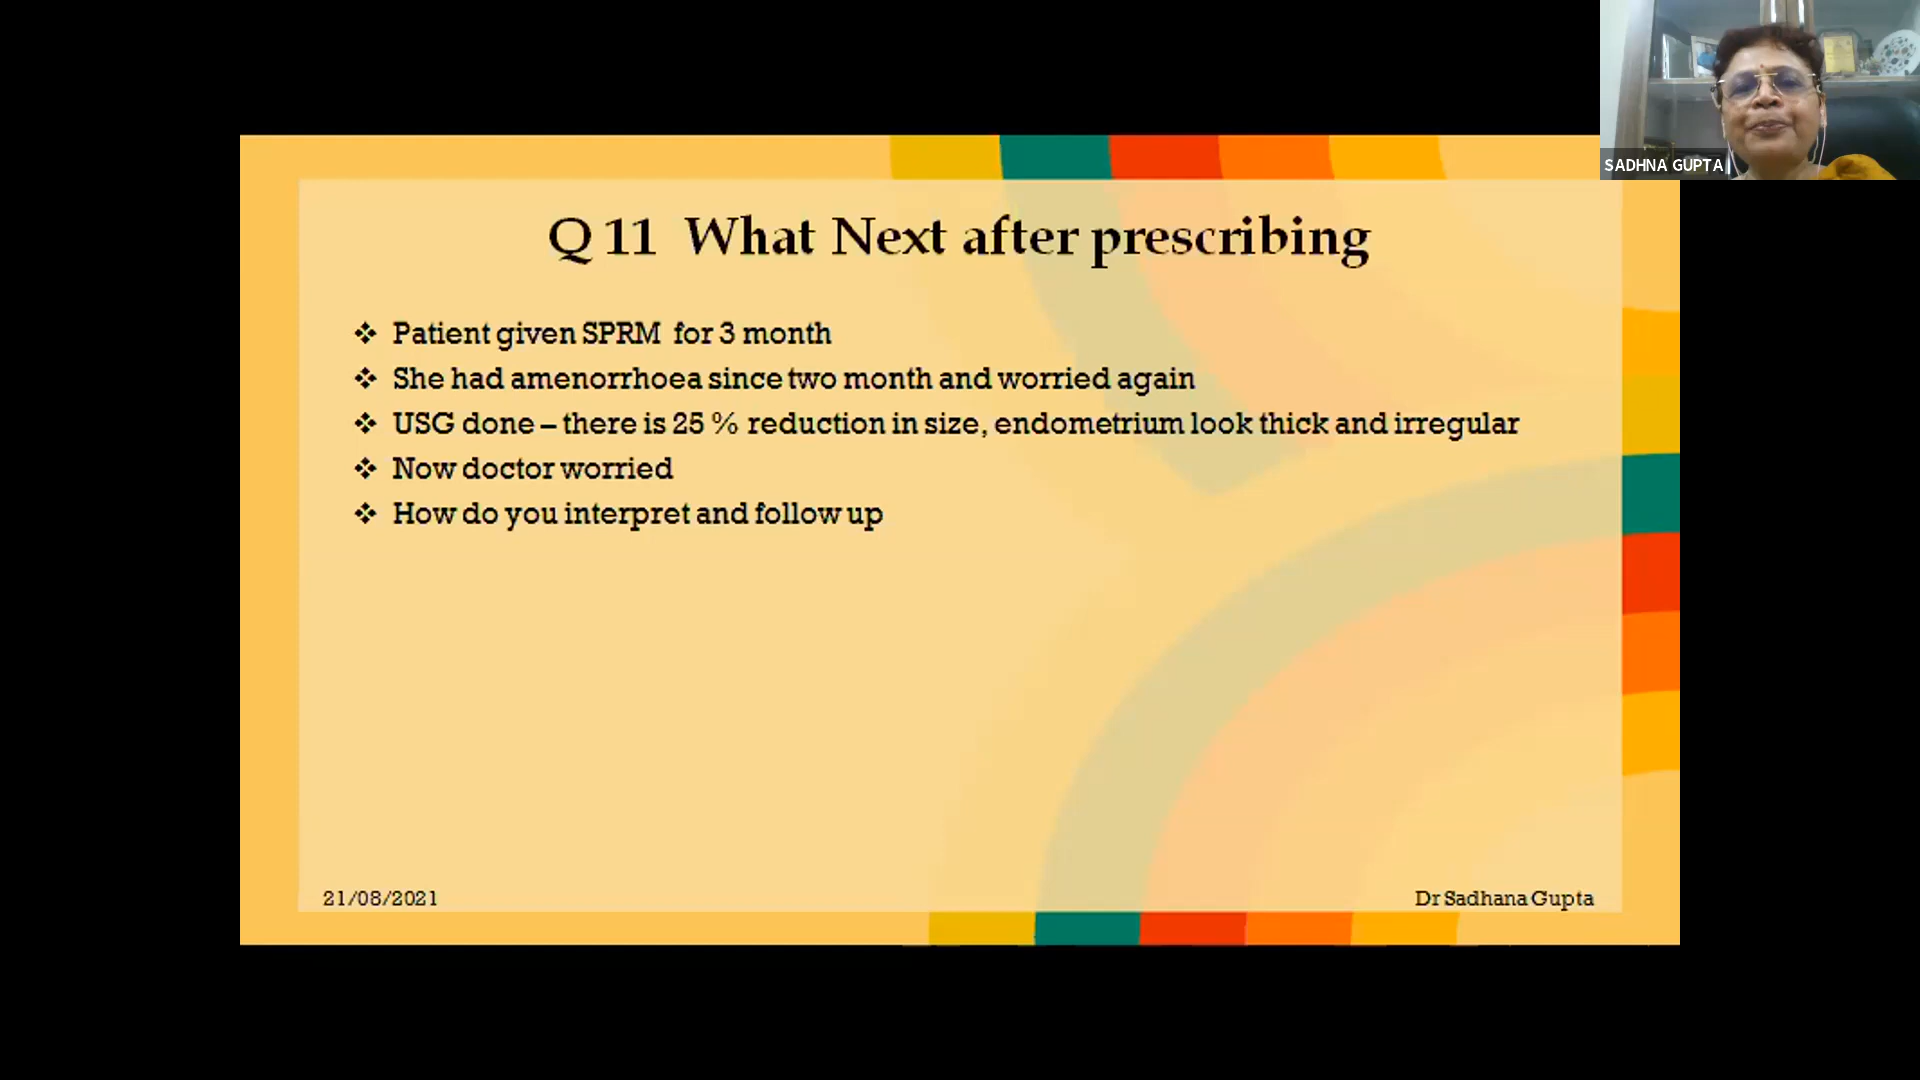 SADHNA GUPTA
Q 11 What Next after prescribing
Patient given SPRM for 3 month
She had amenorrhoea since two month and worried again
USG done – there is 25 % reduction in size, endometrium look thick and irregular
Now doctor worried
How do you interpret and follow up
21/08/2021
Dr Sadhana Gupta